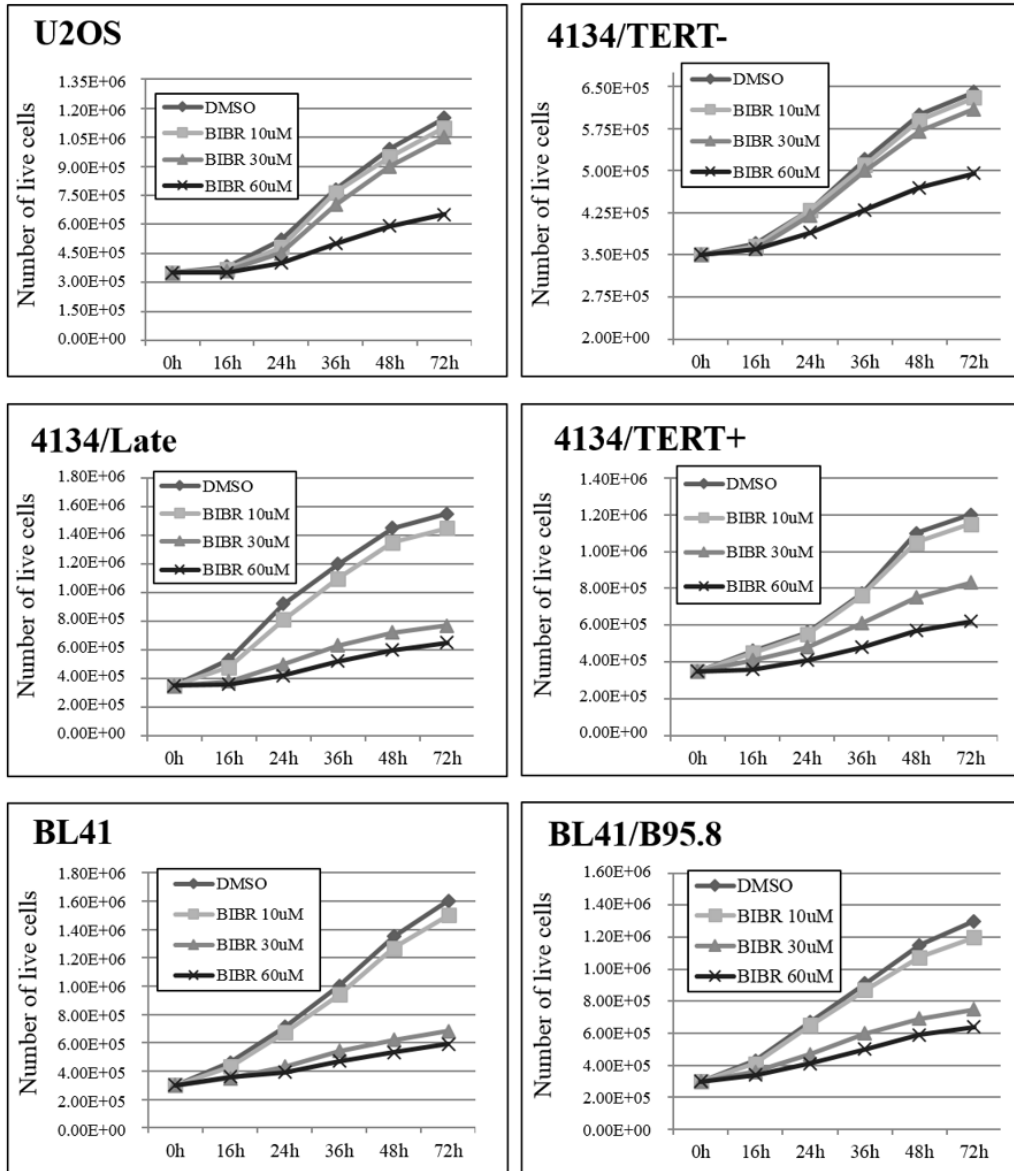 U2OS
Number of live cells
1.35E+06
1.20E+06
1.05E+06
9.00E+05
7.50E+05
6.00E+05
4.50E+05
3.00E+05
1.50E+05
0.00E+00
DMSO
BIBR 10uM
BIBR 30uM
BIBR 60uM
0h 16h 24h 36h 48h 72h
4134/TERT-
Number of live cells
6.50E+05
5.75E+05
5.00E+05
4.25E+05
3.50E+05
2.75E+05
2.00E+05
DMSO
BIBR 10uM
BIBR 30uM
BIBR 60uM
0h 16h 24h 36h 48h 72h
4134/Late
Number of live cells
1.80E+06
1.60E+06
1.40E+06
1.20E+06
1.00E+06
8.00E+05
6.00E+05
4.00E+05
2.00E+05
0.00E+00
DMSO
BIBR 10uM
BIBR 30uM
BIBR 60uM
0h 16h 24h 36h 48h 72h
4134/TERT+
Number of live cells
1.40E+06
1.20E+06
1.00E+06
8.00E+05
6.00E+05
4.00E+05
2.00E+05
0.00E+00
DMSO
BIBR 10uM
BIBR 30uM
BIBR 60uM
0h 16h 24h 36h 48h 72h
BL41
Number of live cells
1.80E+06
1.60E+06
1.40E+06
1.20E+06
1.00E+06
8.00E+05
6.00E+05
4.00E+05
2.00E+05
0.00E+00
DMSO
BIBR 10uM
BIBR 30uM
BIBR 60uM
0h 16h 24h 36h 48h 72h
BL41/B95.8
Number of live cells
1.60E+06
1.40E+06
1.20E+06
1.00E+06
8.00E+05
6.00E+05
4.00E+05
2.00E+05
0.00E+00
DMSO
BIBR 10uM
BIBR 30uM
BIBR 60uM
0h 16h 24h 36h 48h 72h